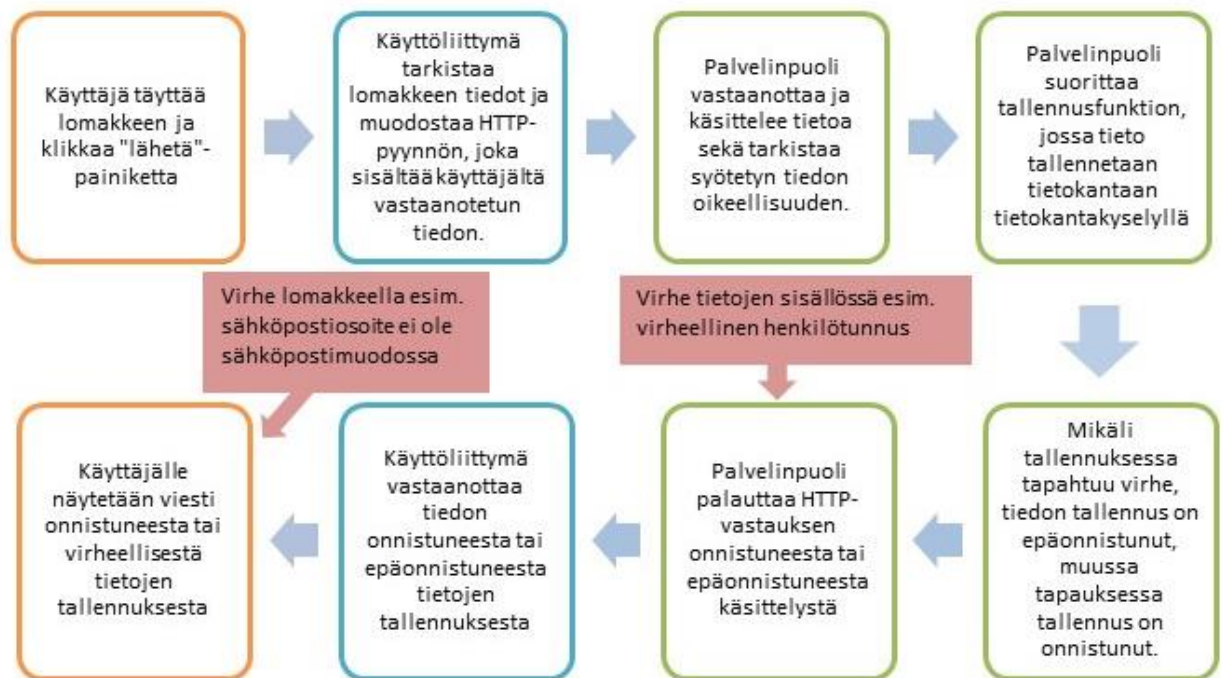 Käyttäjä täyttää
lomakkeen ja
klikkaa "lähetä"-
painiketta
Käyttöliittymä
tarkistaa
lomakkeen tiedot ja
muodostaa HTTP-
pyynnön, joka
sisältää käyttäjältä
vastaanotetun
tiedon.
Palvelinpuoli
vastaanottaa ja
käsittelee tietoa
sekä tarkistaa
syötetyn tiedon
oikeellisuuden.
Palvelinpuoli
suorittaa
tallennusfunktion,
jossa tieto
tallennetaan
tietokantaan
tietokantakyselyllä
Virhe lomakkeella esim.
sähköpostiosoite ei ole
sähköpostimuodossa
Virhe tietojen sisällössä esim.
virheellinen henkilötunnus
Mikäli
tallennuksessa
tapahtuu virhe,
tiedon tallennus on
epäonnistunut,
muussa
tapauksessa
tallennus on
onnistunut.
Palvelinpuoli
palauttaa HTTP-
vastauksen
onnistuneesta tai
epäonnistuneesta
käsittelystä
Käyttöliittymä
vastaanottaa
tiedon
onnistuneesta tai
epäonnistuneesta
tietojen
tallennuksesta
Käyttäjälle
näytetään viesti
onnistuneesta tai
virheellisestä
tietojen
tallennuksesta